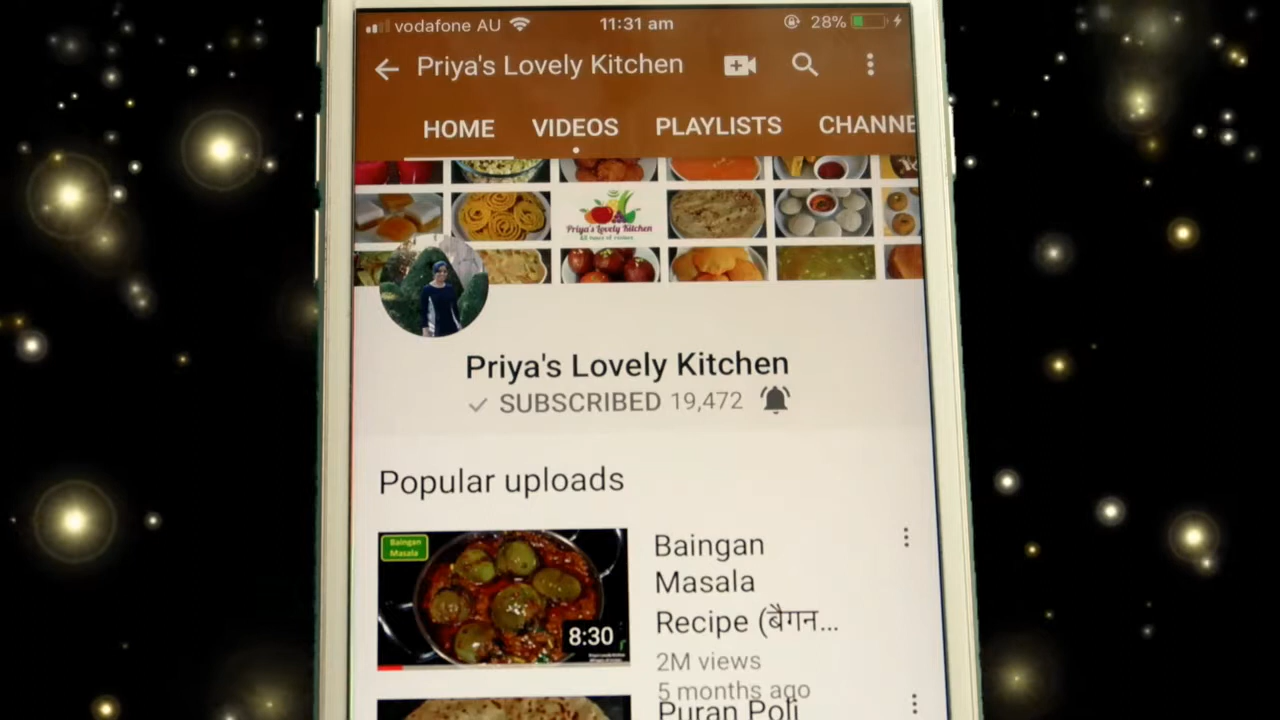 vodafone AU 11:31 am 28%
Priya's Lovely Kitchen
HOME VIDEOS PLAYLISTS CHANNE
Priya's Lovely Kitchen
Priya's Lovely Kitchen
SUBSCRIBED 19,472
Popular uploads
Baingan
Masala
8:30
Baingan
Masala
Recipe (बैगन...
2M views
5 months ago
Puran Poli